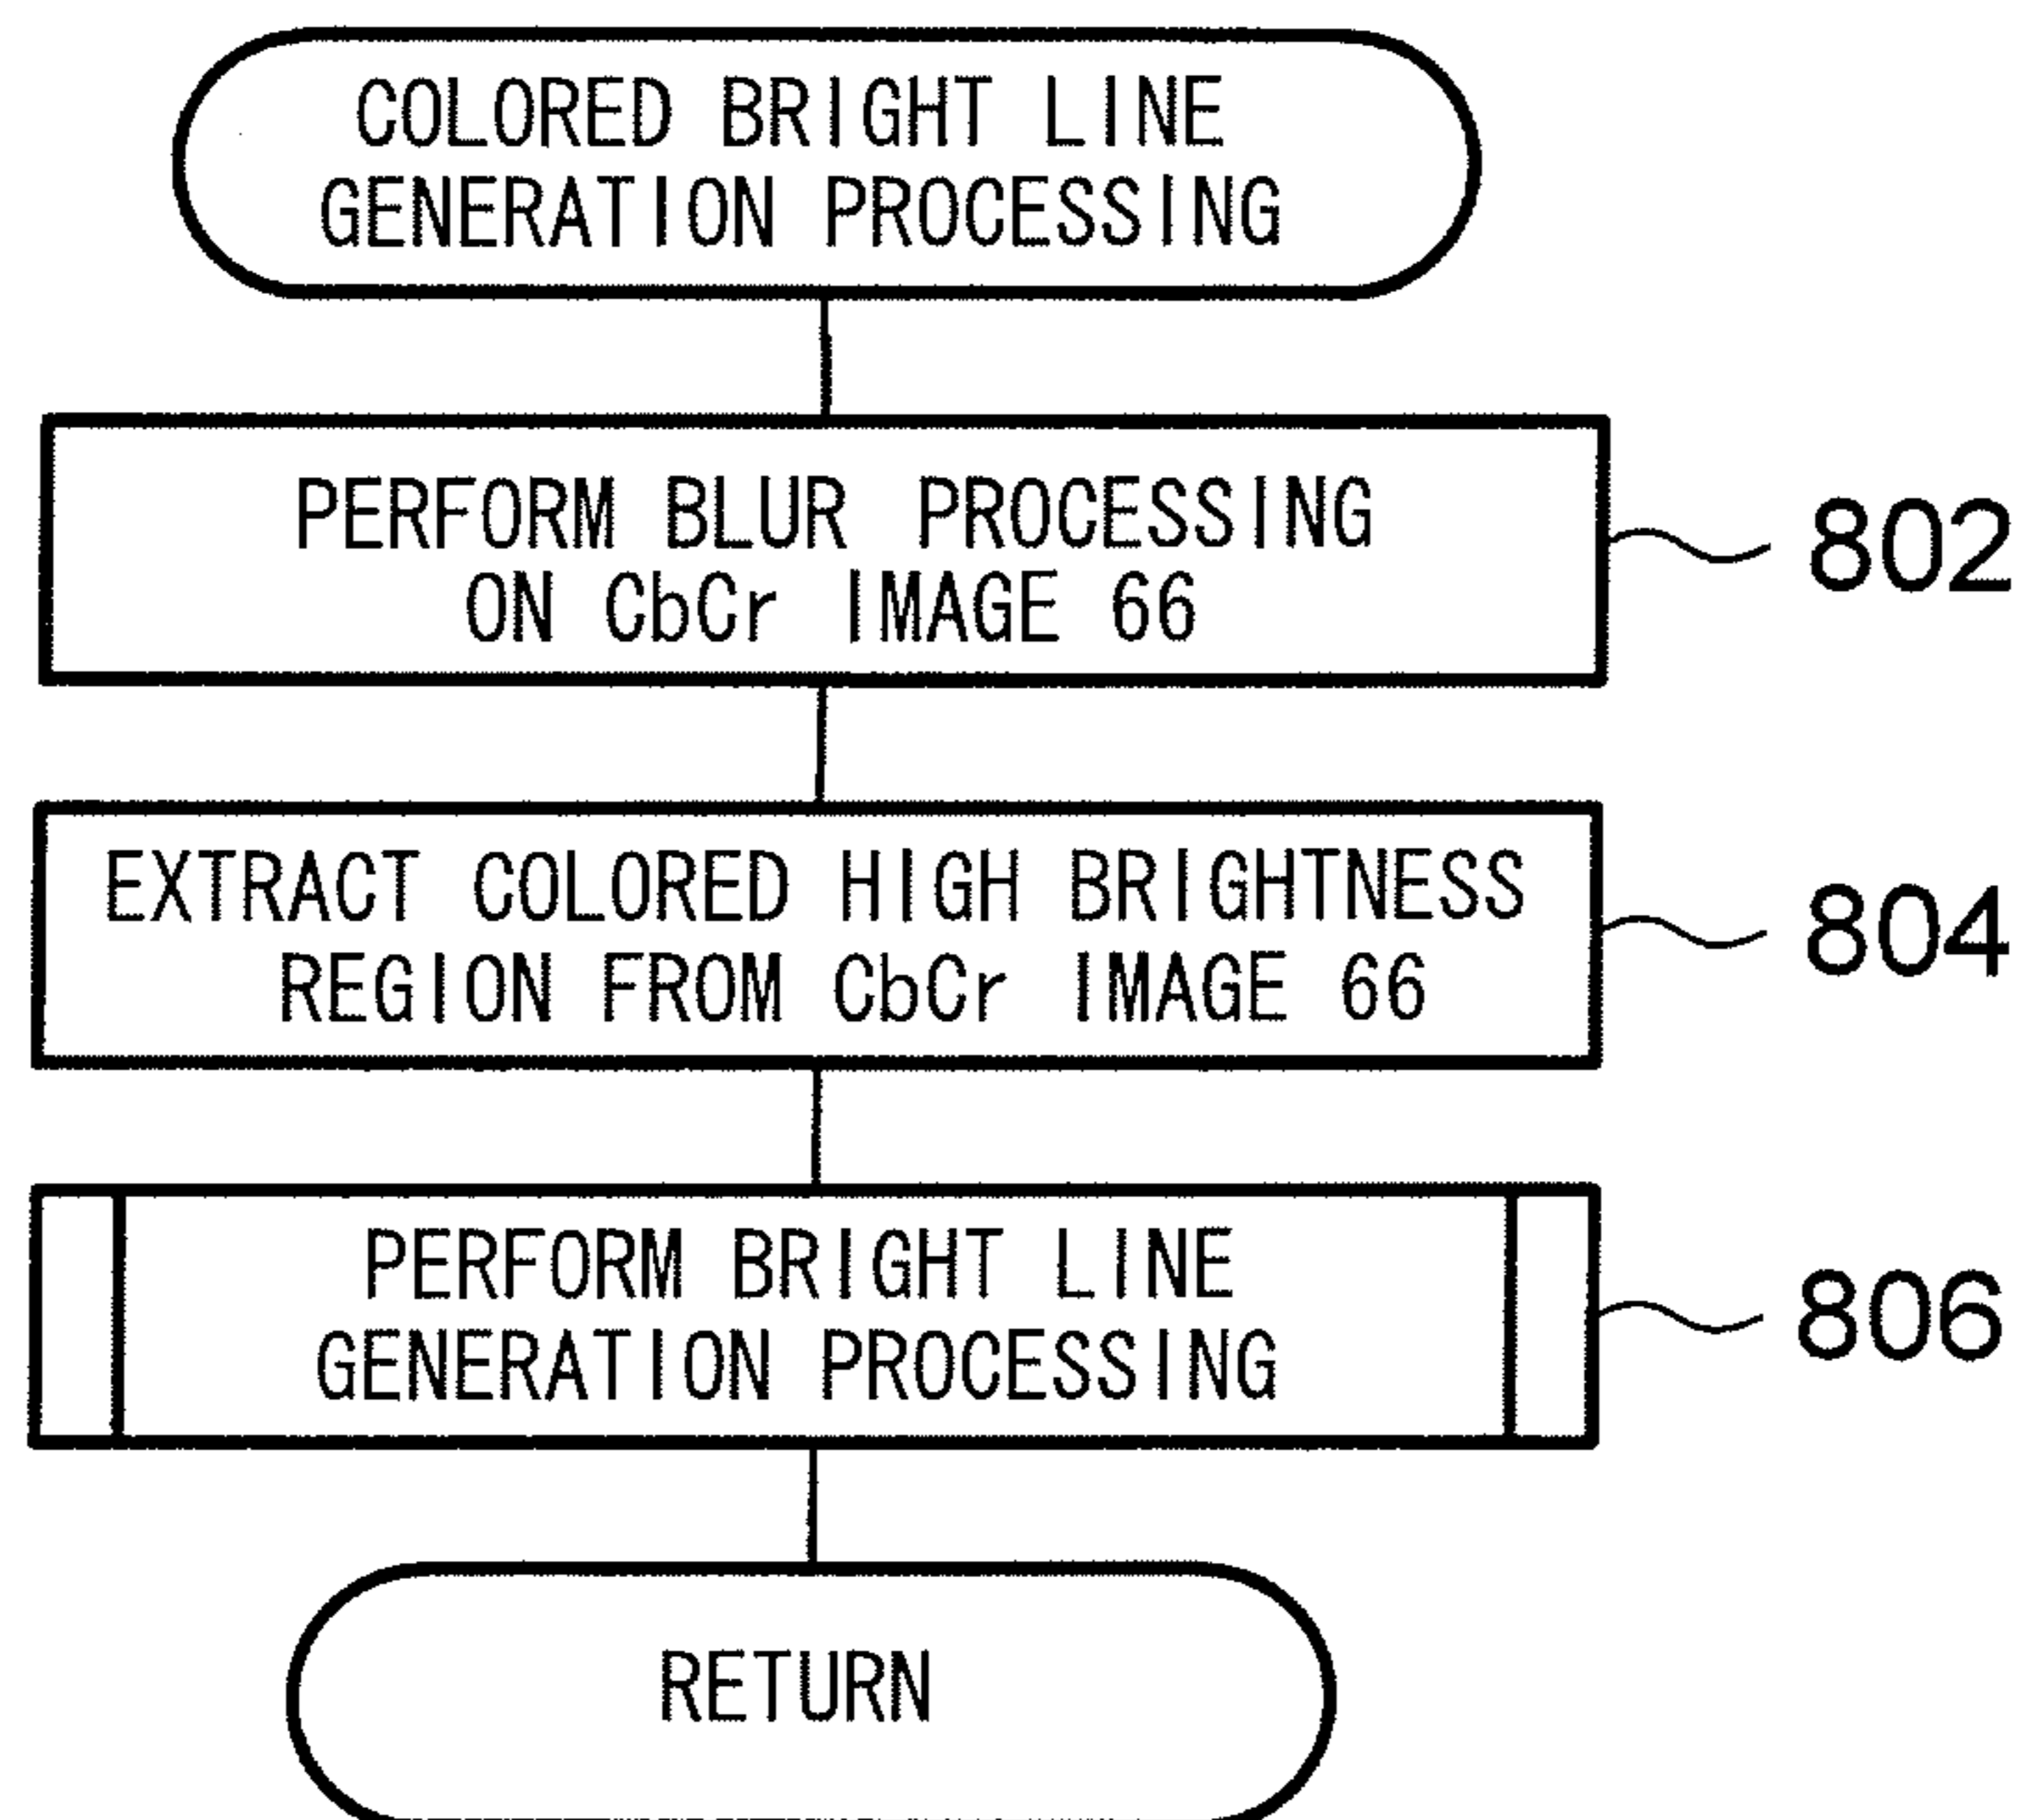 COLORED BRIGHT LINE
GENERATION PROCESSING
PERFORM BLUR PROCESSING
ON CbCr IMAGE 66
802
EXTRACT COLORED HIGH BRIGHTNESS
REGION FROM CbCr IMAGE 66
804
PERFORM BRIGHT LINE
GENERATION PROCESSING
806
RETURN